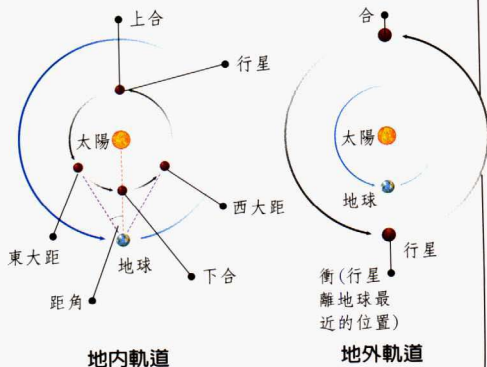 上合
行星
太陽
西大距
東大距
地球
下合
距角
地內軌道
合
太陽
地球
行星
衝(行星
離地球最
近的位置)
地外軌道